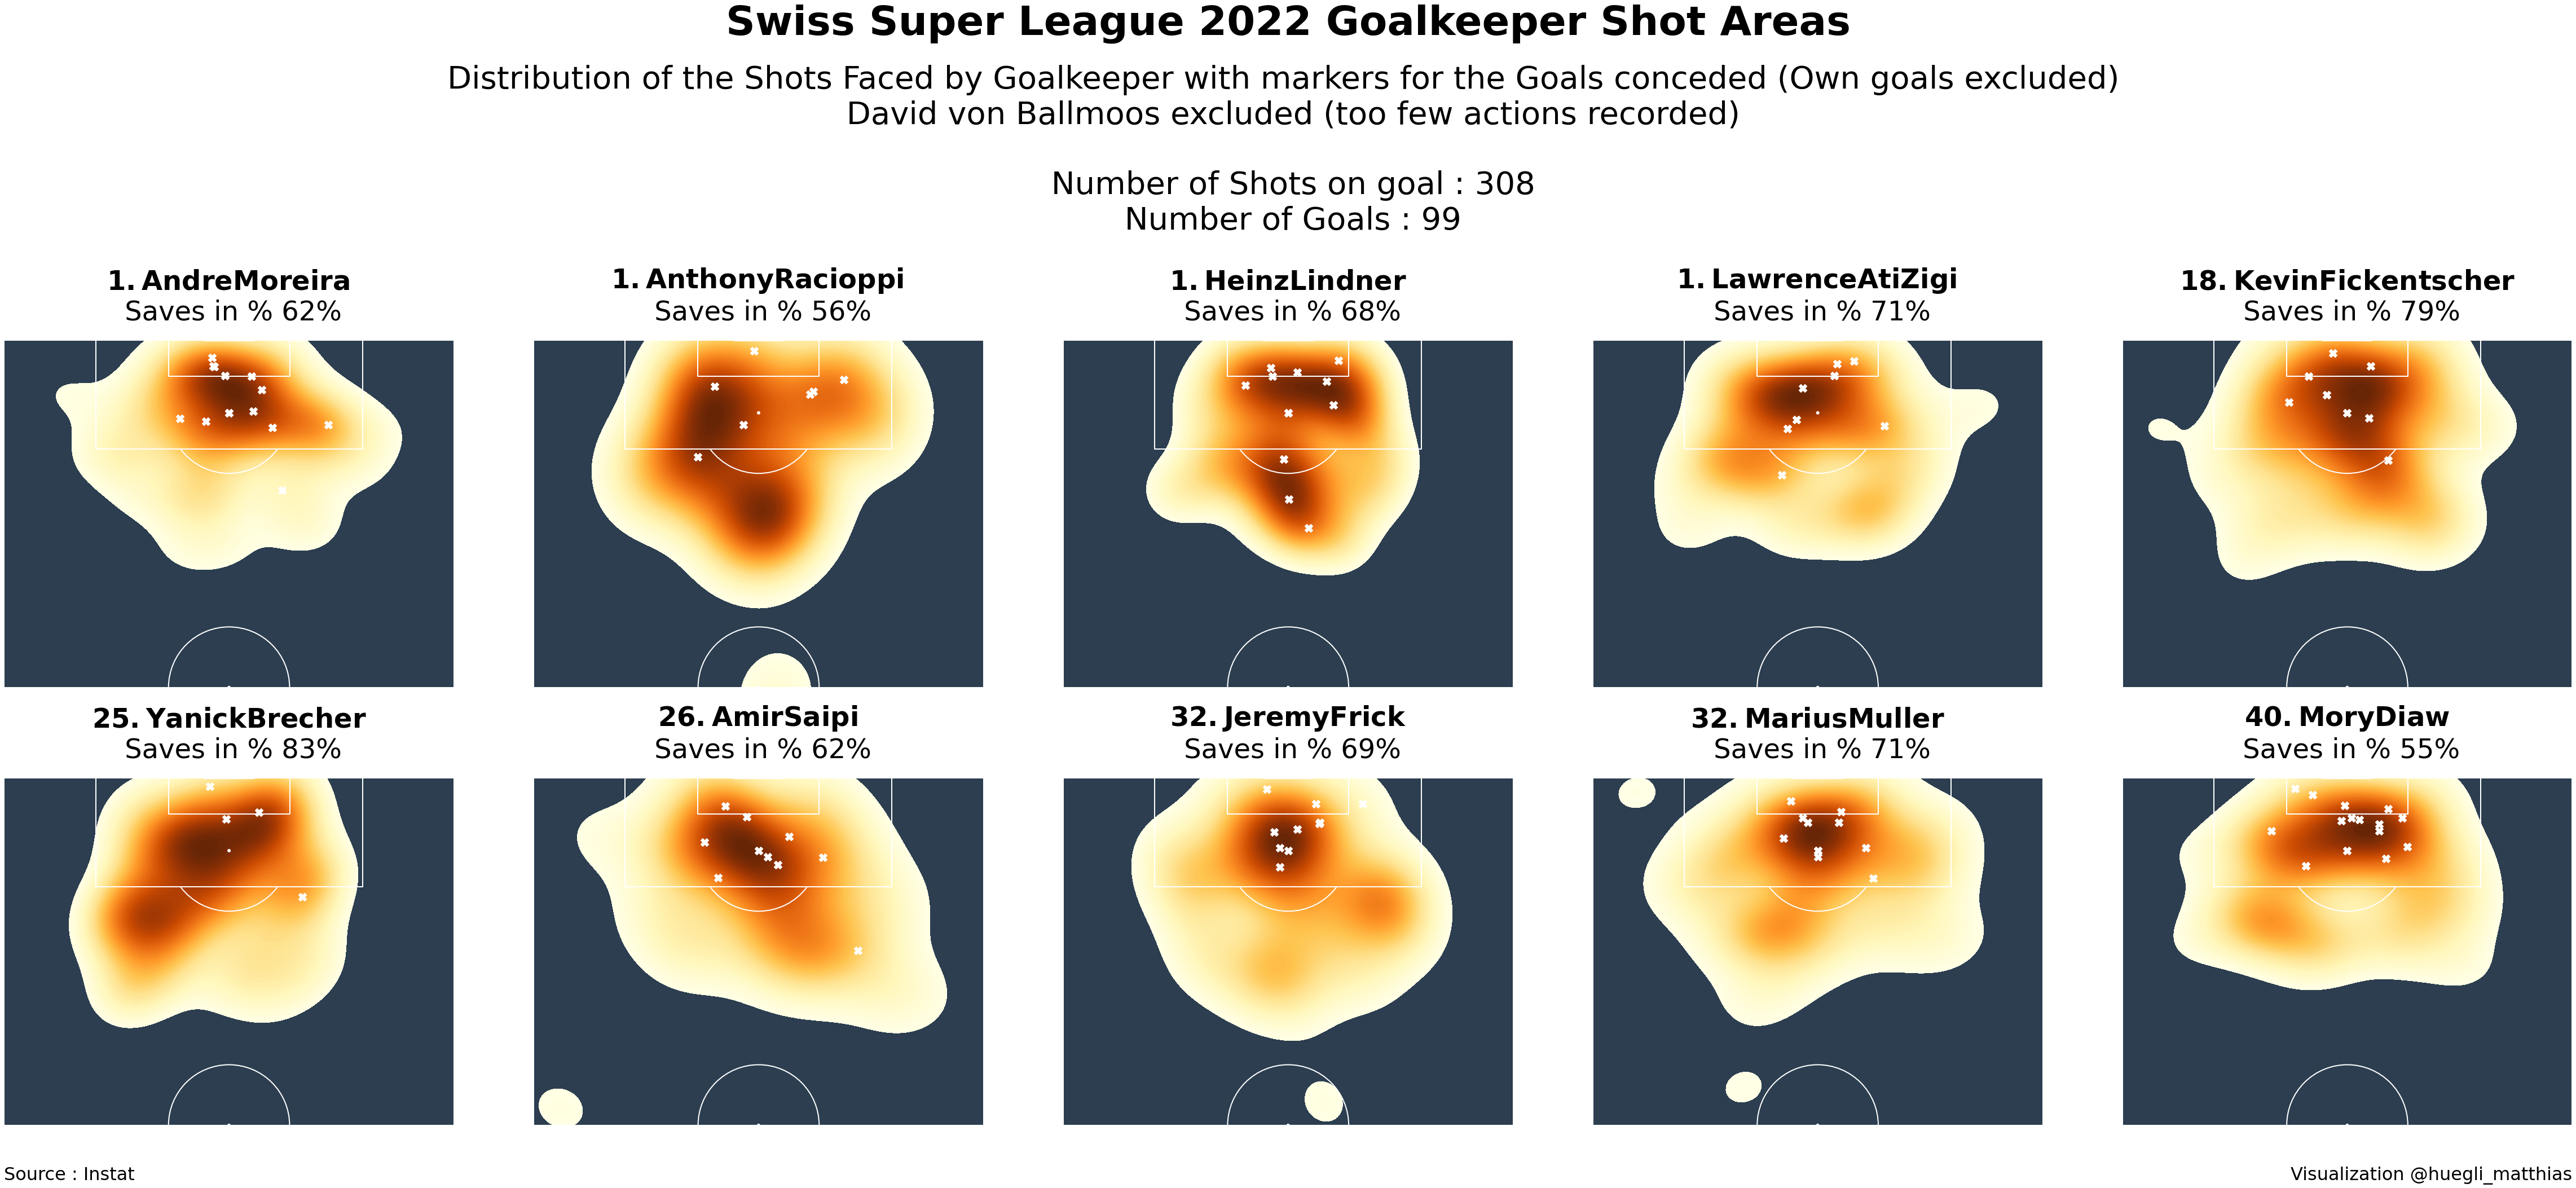 Swiss Super League 2022 Goalkeeper Shot Areas
Distribution of the Shots Faced by Goalkeeper with markers for the Goals conceded (Own goals excluded)
David von Ballmoos excluded (too few actions recorded)
Number of Shots on goal : 308
Number of Goals : 99
1. AndreMoreira
Saves in % 62%
1. AnthonyRacioppi
Saves in % 56%
1. HeinzLindner
Saves in % 68%
1. LawrenceAtiZigi
Saves in % 71%
18. KevinFickentscher
Saves in % 79%
25. YanickBrecher
Saves in % 83%
26. AmirSaipi
Saves in % 62%
32. JeremyFrick
Saves in % 69%
32. MariusMuller
Saves in % 71%
40. MoryDiaw
Saves in % 55%
Source : Instat
Visualization @huegli_matthias